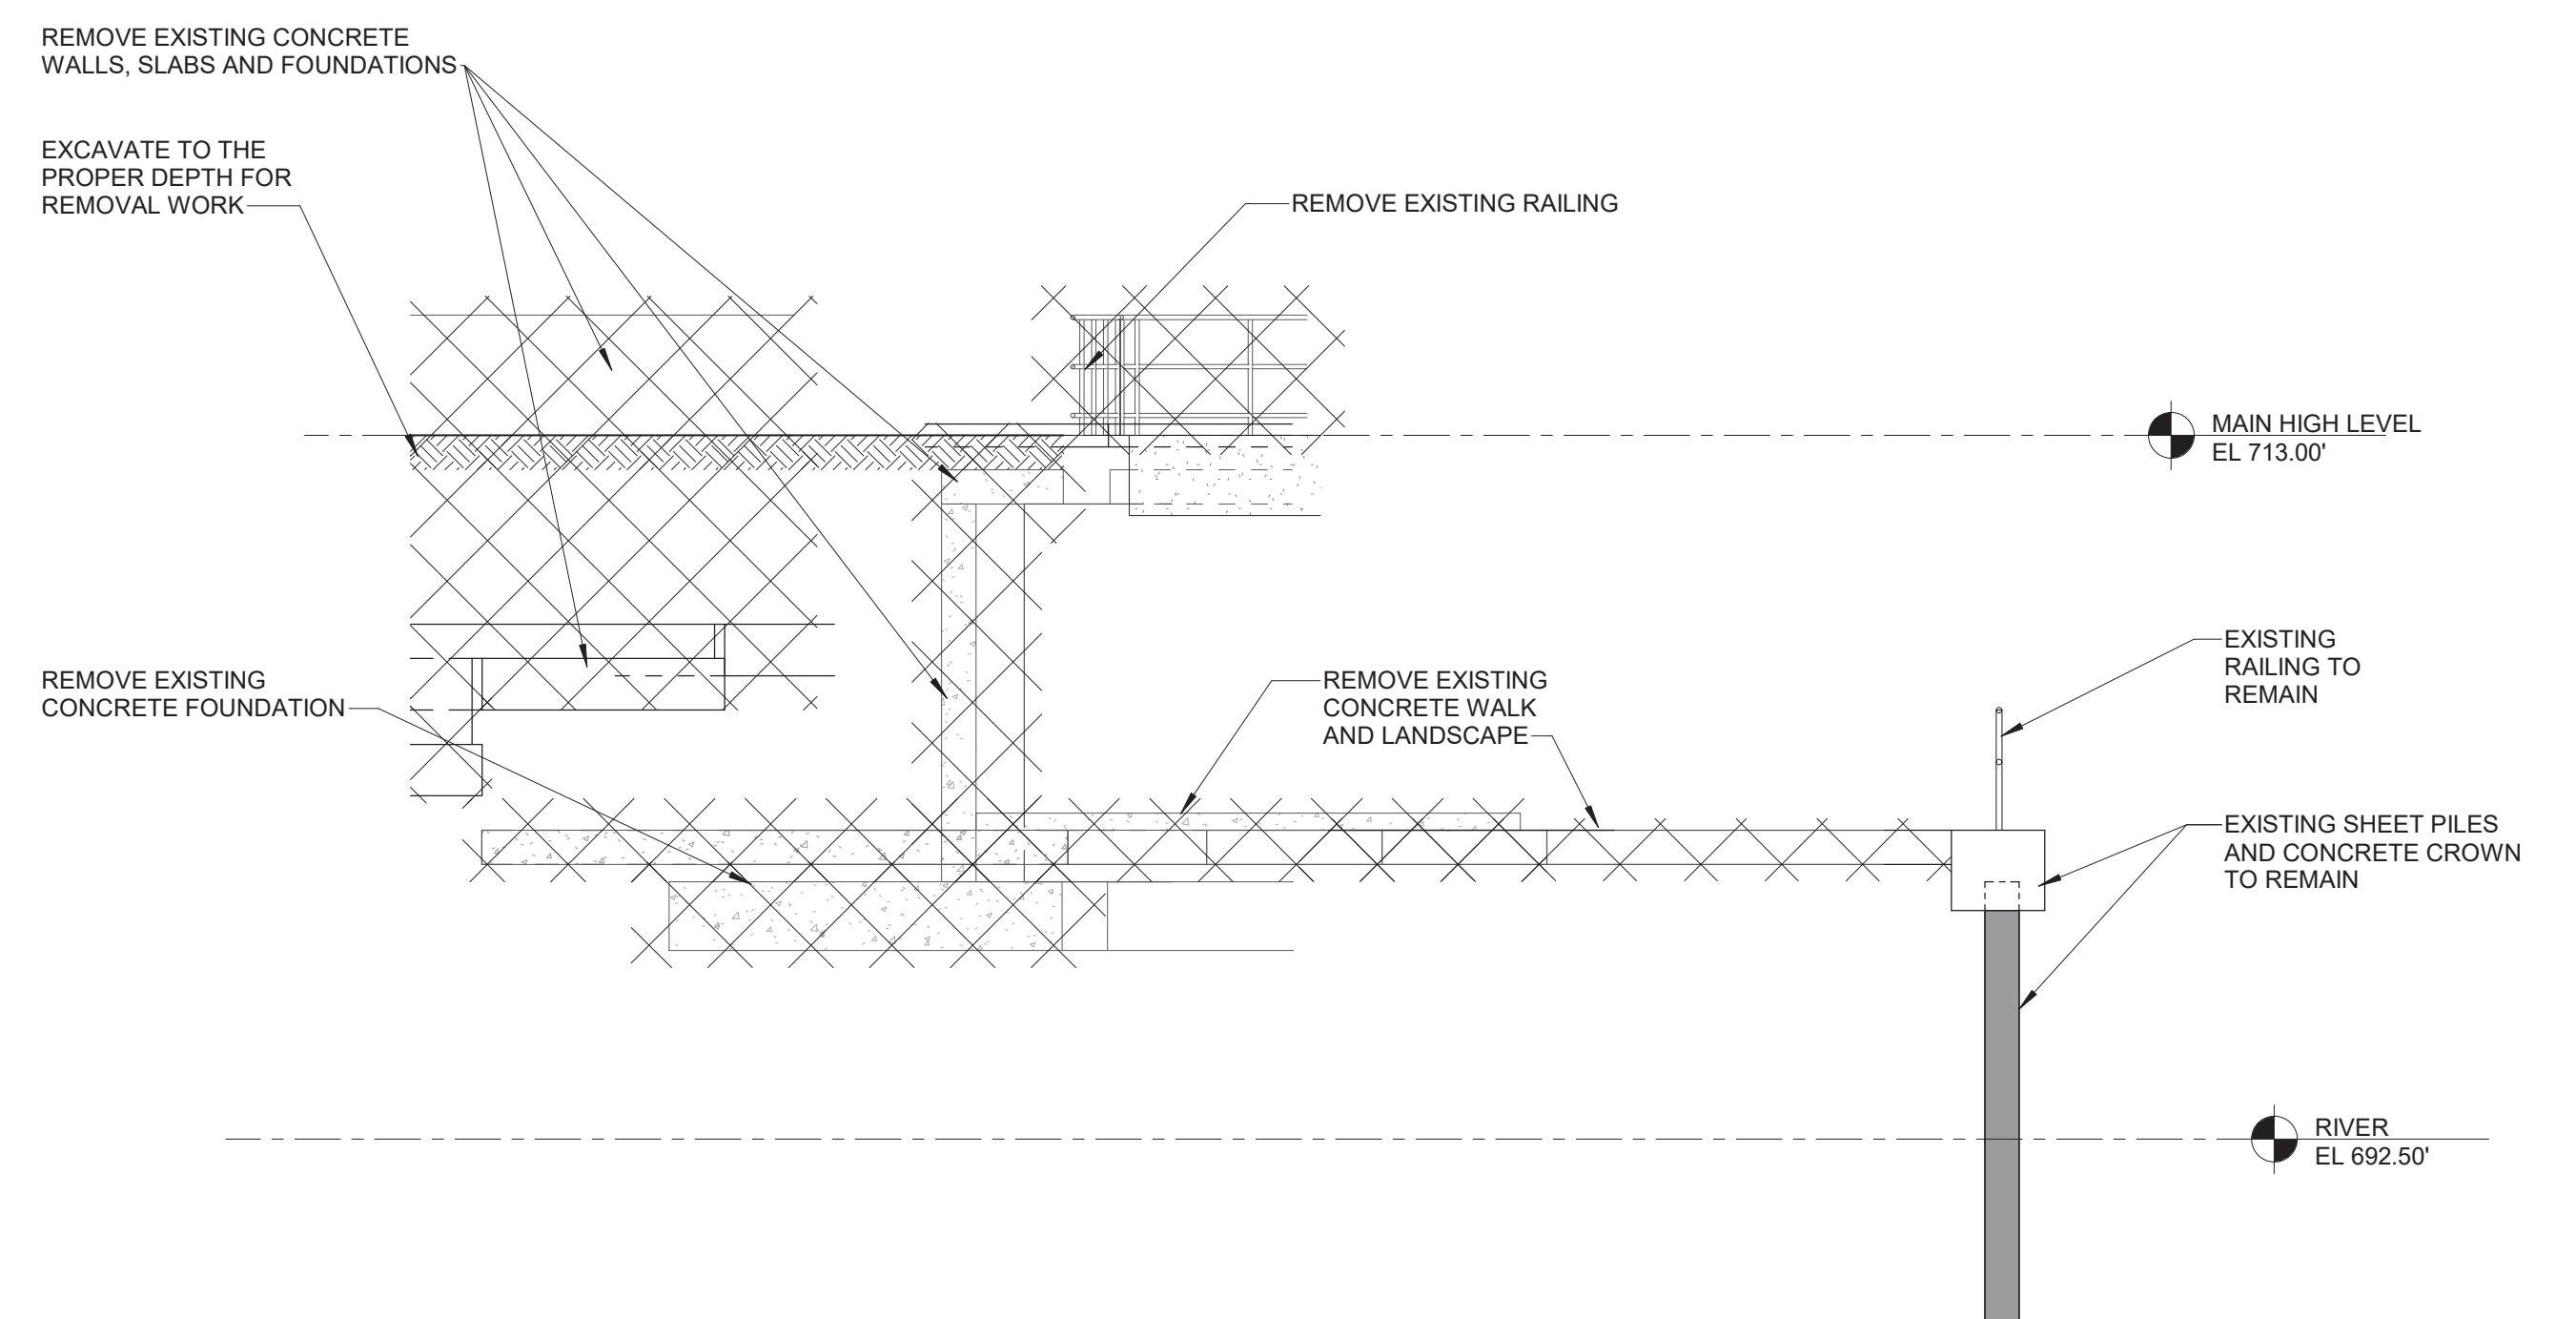 REMOVE EXISTING CONCRETE
WALLS, SLABS AND FOUNDATIONS
EXCAVATE TO THE
PROPER DEPTH FOR
REMOVAL WORK
REMOVE EXISTING RAILING
MAIN HIGH LEVEL
EL 713.00'
REMOVE EXISTING
CONCRETE FOUNDATION
REMOVE EXISTING
CONCRETE WALK
AND LANDSCAPE
EXISTING
RAILING TO
REMAIN
EXISTING SHEET PILES
AND CONCRETE CROWN
TO REMAIN
RIVER
EL 692.50'